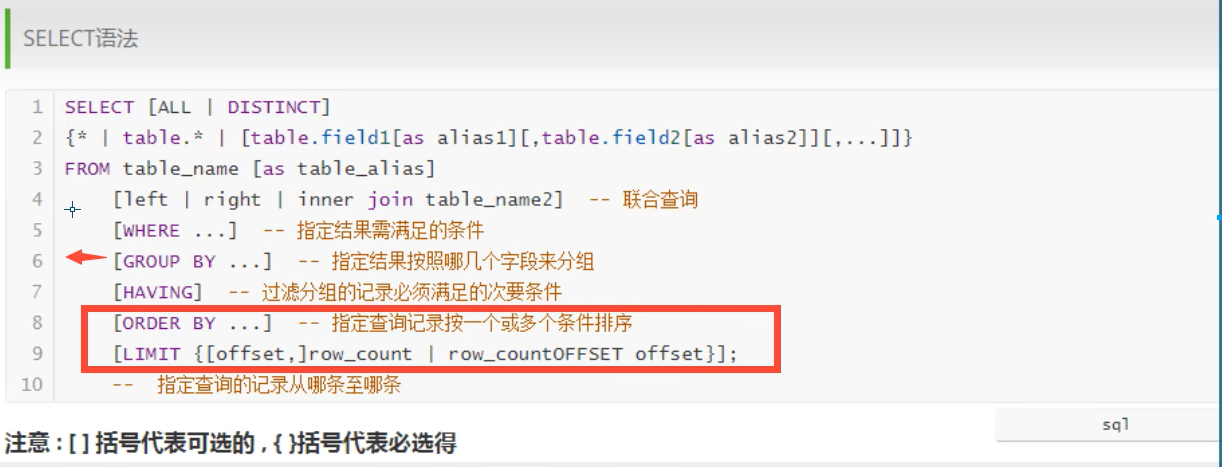 SELECT语法
1 SELECT [ALL | DISTINCT]
2 {* | table.* | [table.field1[as alias1][,table.field2[as alias2]][,...]]}
3 FROM table_name [as table_alias]
4 [left | right | inner join table_name2] -- 联合查询
5 [WHERE ...] -- 指定结果需满足的条件
6 [GROUP BY ...] -- 指定结果按照哪几个字段来分组
7 [HAVING] -- 过滤分组的记录必须满足的次要条件
8 [ORDER BY ...] -- 指定查询记录按一个或多个条件排序
9 [LIMIT {[offset,]row_count | row_countOFFSET offset}];
10 -- 指定查询的记录从哪条至哪条
sql
注意 : [ ] 括号代表可选的 , { }括号代表必选得